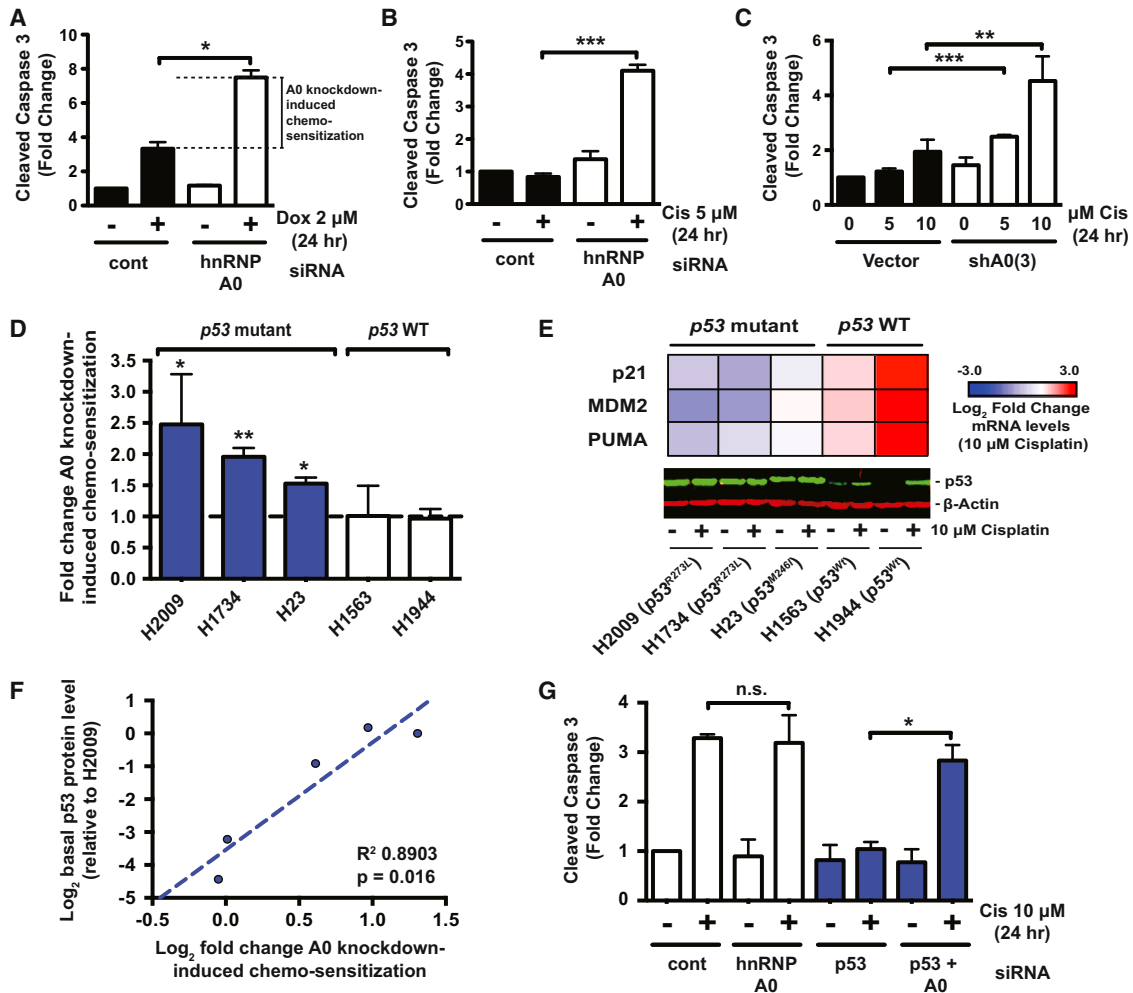 A
Cleaved Caspase 3
(Fold Change)
10
8
6
4
2
0
*
A0 knockdown-
induced
chemo-
sensitization
- + - +
Dox 2 µM
(24 hr)
cont
hnRNP
A0
siRNA
B
Cleaved Caspase 3
(Fold Change)
5
4
3
2
1
0
***
- + - +
Cis 5 µM
(24 hr)
cont
hnRNP
A0
siRNA
C
Cleaved Caspase 3
(Fold Change)
6
4
2
0
**
***
0 5 10 0 5 10
µM Cis
(24 hr)
Vector
shA0(3)
D
p53 mutant
p53 WT
Fold change A0 knockdown-
induced chemo-sensitization
3.5
3.0
2.5
2.0
1.5
1.0
0.5
0.0
*
**
*
H2009
H1734
H23
H1563
H1944
E
p53 mutant
p53 WT
p21
MDM2
PUMA
-3.0
3.0
Log2 Fold Change
mRNA levels
(10 µM Cisplatin)
- p53
- β-Actin
- + - + - + - + - +
10 µM Cisplatin
H2009 (p53R273L)
H1734 (p53R273L)
H23 (p53M246I)
H1563 (p53Wt)
H1944 (p53Wt)
F
Log2 basal p53 protein level
(relative to H2009)
1
0
-1
-2
-3
-4
-5
R2 0.8903
p = 0.016
-0.5 0.0 0.5 1.0 1.5
Log2 fold change A0 knockdown-
induced chemo-sensitization
G
Cleaved Caspase 3
(Fold Change)
4
3
2
1
0
n.s.
*
- + - + - + - +
Cis 10 µM
(24 hr)
cont
hnRNP
A0
p53
p53 +
A0
siRNA